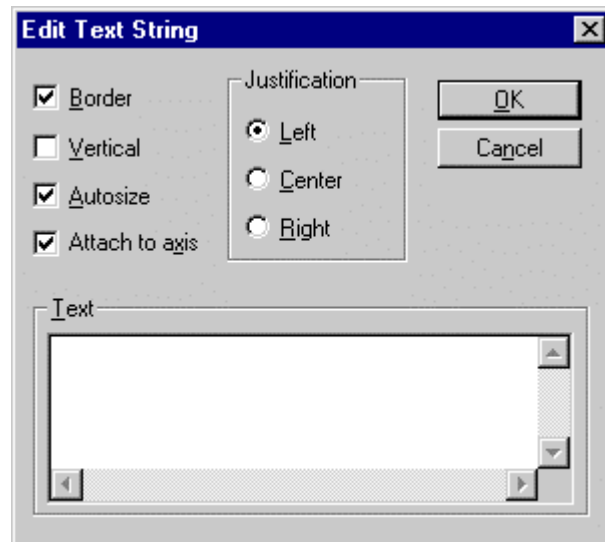 Edit Text String
Border
Vertical
Autosize
Attach to axis
Justification
Left
Center
Right
OK
Cancel
Text